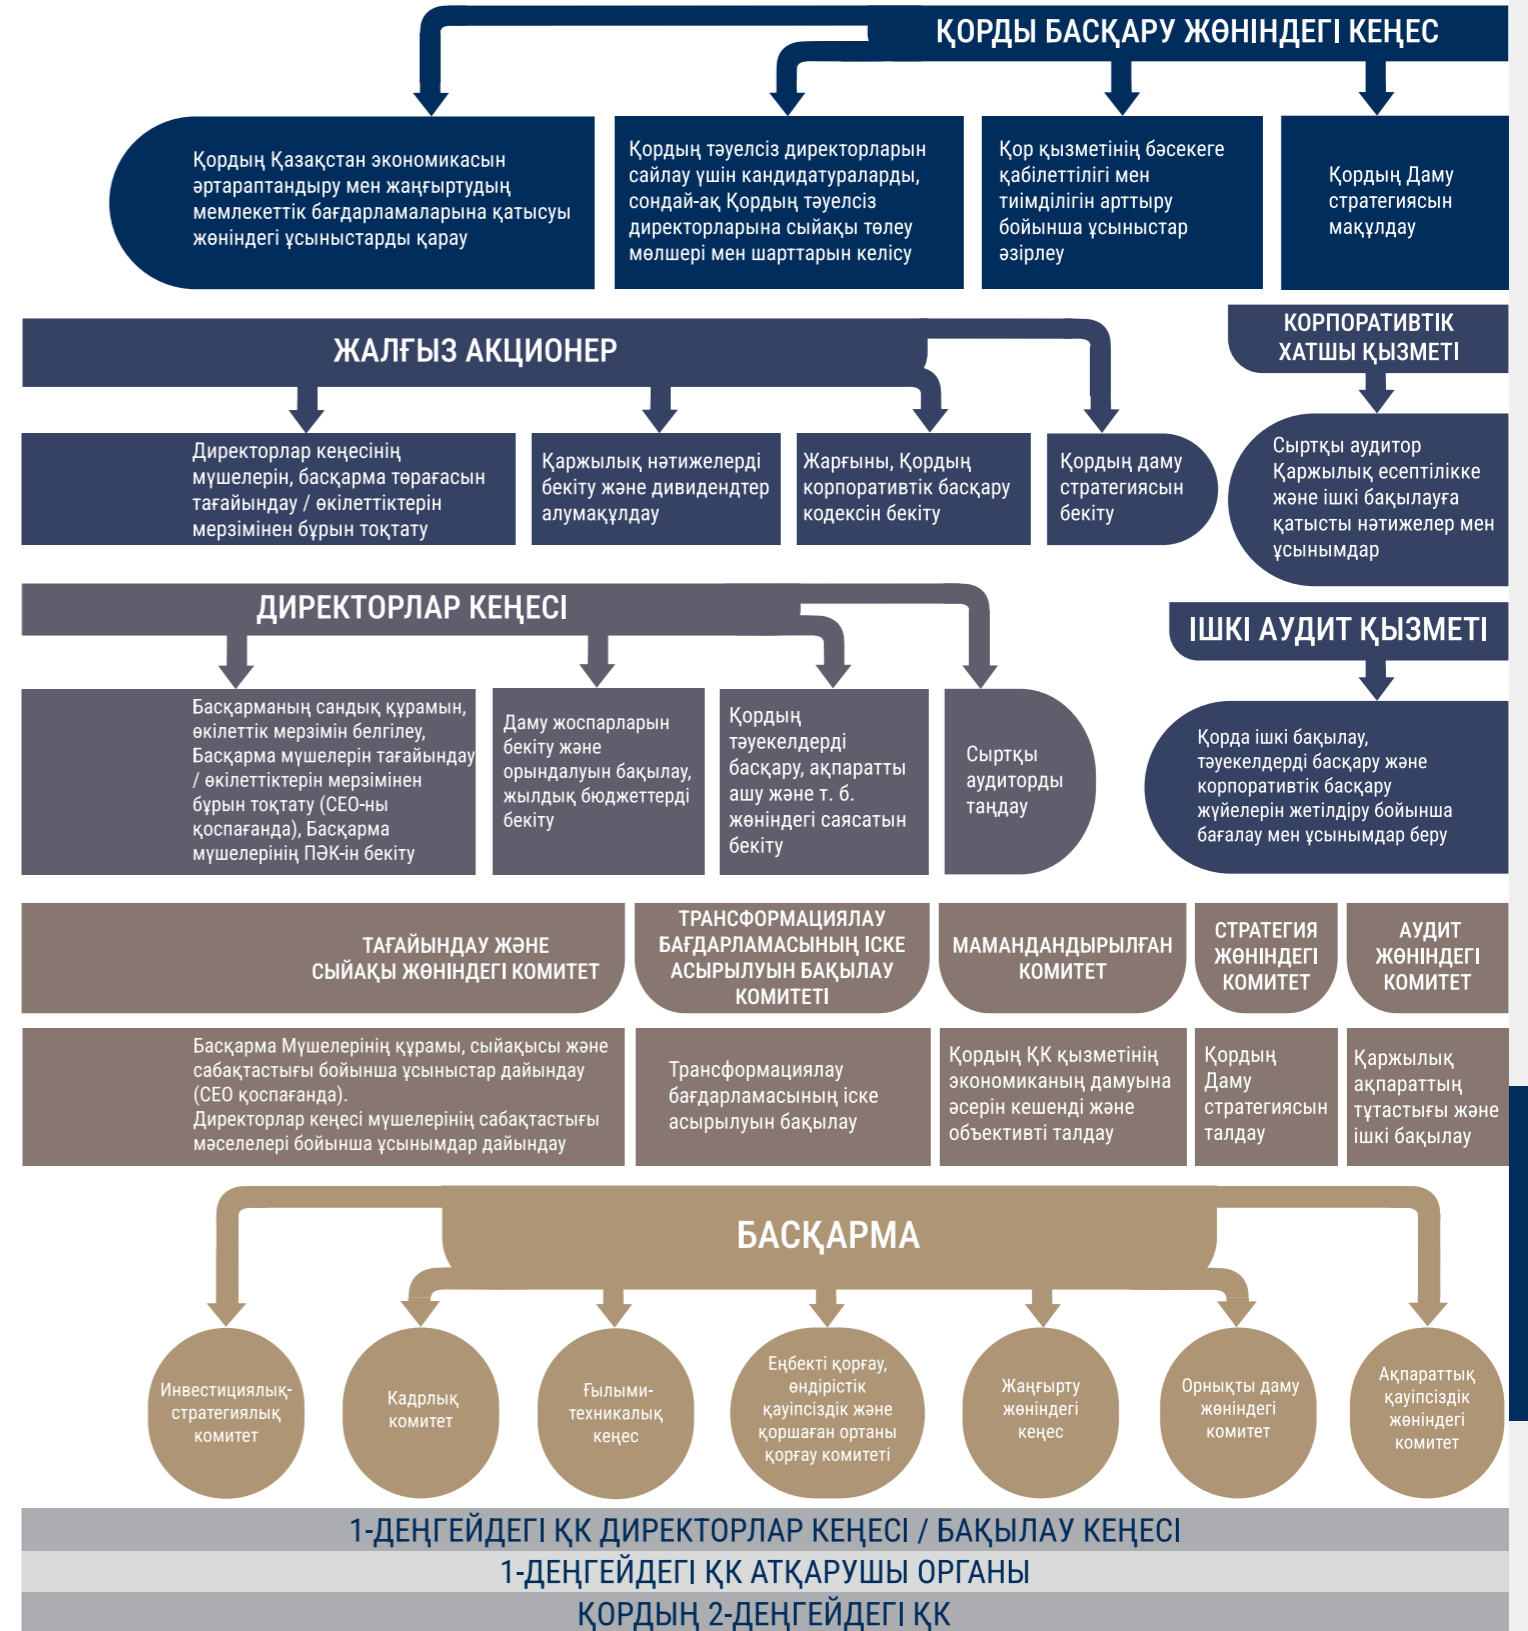 ҚОРДЫ БАСҚАРУ ЖӨНІНДЕГІ КЕҢЕС
Қордың Қазақстан экономикасын
әртараптандыру мен жаңғыртудың
мемлекеттік бағдарламаларына қатысуы
жөніндегі ұсыныстарды қарау
Қордың тәуелсіз директорларын
сайлау үшін кандидатураларды,
сондай-ақ Қордың тәуелсіз
директорларына сыйақы төлеу
мөлшері мен шарттарын келісу
Қор қызметінің бәсекеге
қабілеттілігі мен
тиімділігін арттыру
бойынша ұсыныстар
әзірлеу
Қордың Даму
стратегиясын
мақұлдау
ЖАЛҒЫЗ АКЦИОНЕР
Директорлар кеңесінің
мүшелерін, басқарма төрағасын
тағайындау / өкілеттіктерін
мерзімінен бұрын тоқтату
Қаржылық нәтижелерді
бекіту және дивидендтер
алумақұлдау
Жарғыны, Қордың
корпоративтік басқару
кодексін бекіту
Қордың даму
стратегиясын
бекіту
КОРПОРАТИВТІК
ХАТШЫ ҚЫЗМЕТІ
Сыртқы аудитор
Қаржылық есептілікке
және ішкі бақылауға
қатысты нәтижелер мен
ұсынымдар
ДИРЕКТОРЛАР КЕҢЕСІ
Басқарманың сандық құрамын,
өкілеттік мерзімін белгілеу,
Басқарма мүшелерін тағайындау
/ өкілеттіктерін мерзімінен
бұрын тоқтату (CEO-ны
қоспағанда), Басқарма
мүшелерінің ПӘК-ін бекіту
Даму жоспарларын
бекіту және
орындалуын бақылау,
жылдық бюджеттерді
бекіту
Қордың
тәуекелдерді
басқару, ақпаратты
ашу және т. б.
жөніндегі саясатын
бекіту
Сыртқы
аудиторды
таңдау
ІШКІ АУДИТ ҚЫЗМЕТІ
Қорда ішкі бақылау,
тәуекелдерді басқару және
корпоративтік басқару
жүйелерін жетілдіру бойынша
бағалау мен ұсынымдар беру
ТАҒАЙЫНДАУ ЖӘНЕ
СЫЙАҚЫ ЖӨНІНДЕГІ КОМИТЕТ
ТРАНСФОРМАЦИЯЛАУ
БАҒДАРЛАМАСЫНЫҢ ІСКЕ
АСЫРЫЛУЫН БАҚЫЛАУ
КОМИТЕТІ
МАМАНДАНДЫРЫЛҒАН
КОМИТЕТ
СТРАТЕГИЯ
ЖӨНІНДЕГІ
КОМИТЕТ
АУДИТ
ЖӨНІНДЕГІ
КОМИТЕТ
Басқарма Мүшелерінің құрамы, сыйақысы және
сабақтастығы бойынша ұсыныстар дайындау
(CEO қоспағанда).
Директорлар кеңесі мүшелерінің сабақтастығы
мәселелері бойынша ұсынымдар дайындау
Трансформациялау
бағдарламасының іске
асырылуын бақылау
Қордың ҚК қызметінің
экономиканың дамуына
әсерін кешенді және
объективті талдау
Қордың
Даму
стратегиясын
талдау
Қаржылық
ақпараттың
тұтастығы және
ішкі бақылау
БАСҚАРМА
Инвестициялық-
стратегиялық
комитет
Кадрлық
комитет
Ғылыми-
техникалық
кеңес
Еңбекті қорғау,
өндірістік
қауіпсіздік және
қоршаған ортаны
қорғау комитеті
Жаңғырту
жөніндегі
кеңес
Орнықты даму
жөніндегі
комитет
Ақпараттық
қауіпсіздік
жөніндегі
комитет
1-ДЕҢГЕЙДЕГІ ҚК ДИРЕКТОРЛАР КЕҢЕСІ / БАҚЫЛАУ КЕҢЕСІ
1-ДЕҢГЕЙДЕГІ ҚК АТҚАРУШЫ ОРГАНЫ
ҚОРДЫҢ 2-ДЕҢГЕЙДЕГІ ҚК